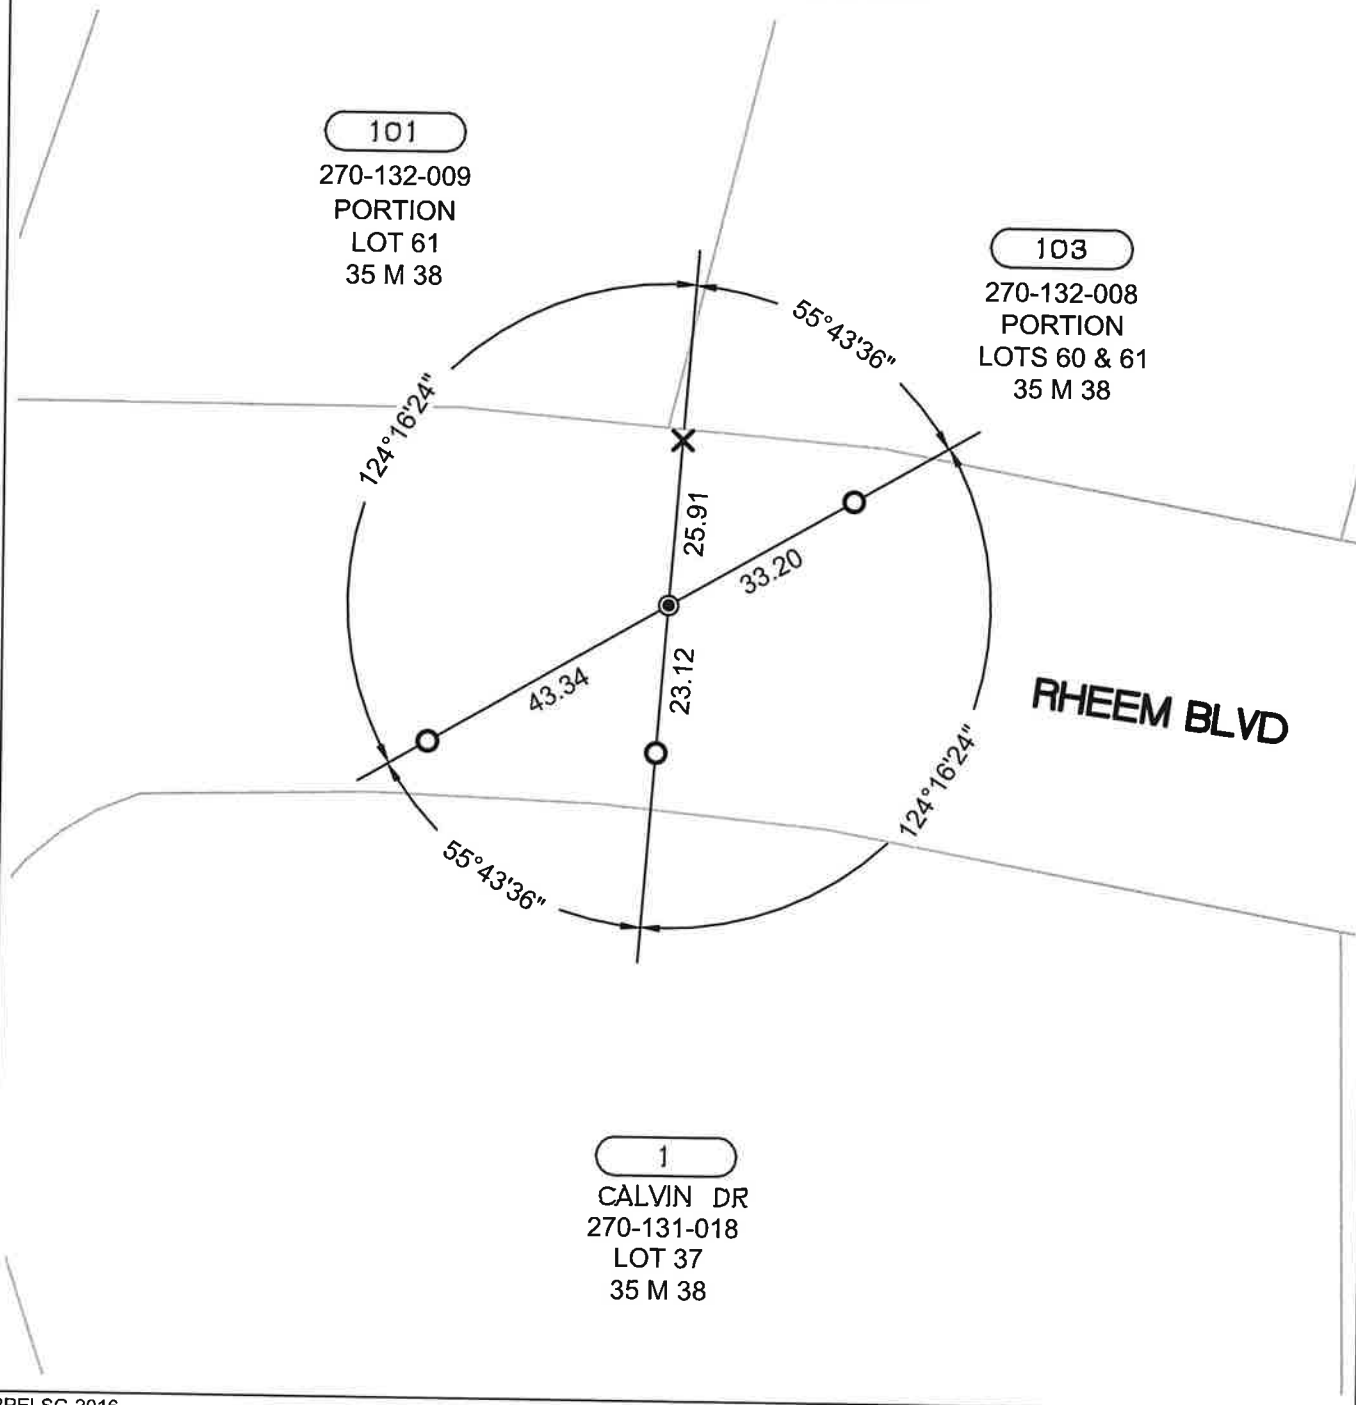 101
270-132-009
PORTION
LOT 61
35 M 38
103
270-132-008
PORTION
LOTS 60 & 61
35 M 38
55°43'36"
124°16'24"
25.91
33.20
43.34
23.12
RHEEM BLVD
124°16'24"
55°43'36"
1
CALVIN DR
270-131-018
LOT 37
35 M 38